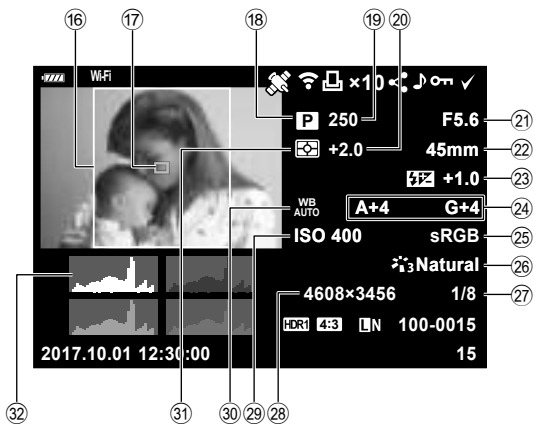 ⑯ ⑰ ⑱ ⑲ ⑳
Wi-Fi ×10
P 250 F5.6 ㉑
+2.0 45mm ㉒
+1.0 ㉓
WB AUTO A+4 G+4 ㉔
ISO 400 sRGB ㉕
3 Natural ㉖
4608×3456 1/8 ㉗
HDR1 4:3 L N 100-0015
2017.10.01 12:30:00 15
㉜ ㉛ ㉚ ㉙ ㉘